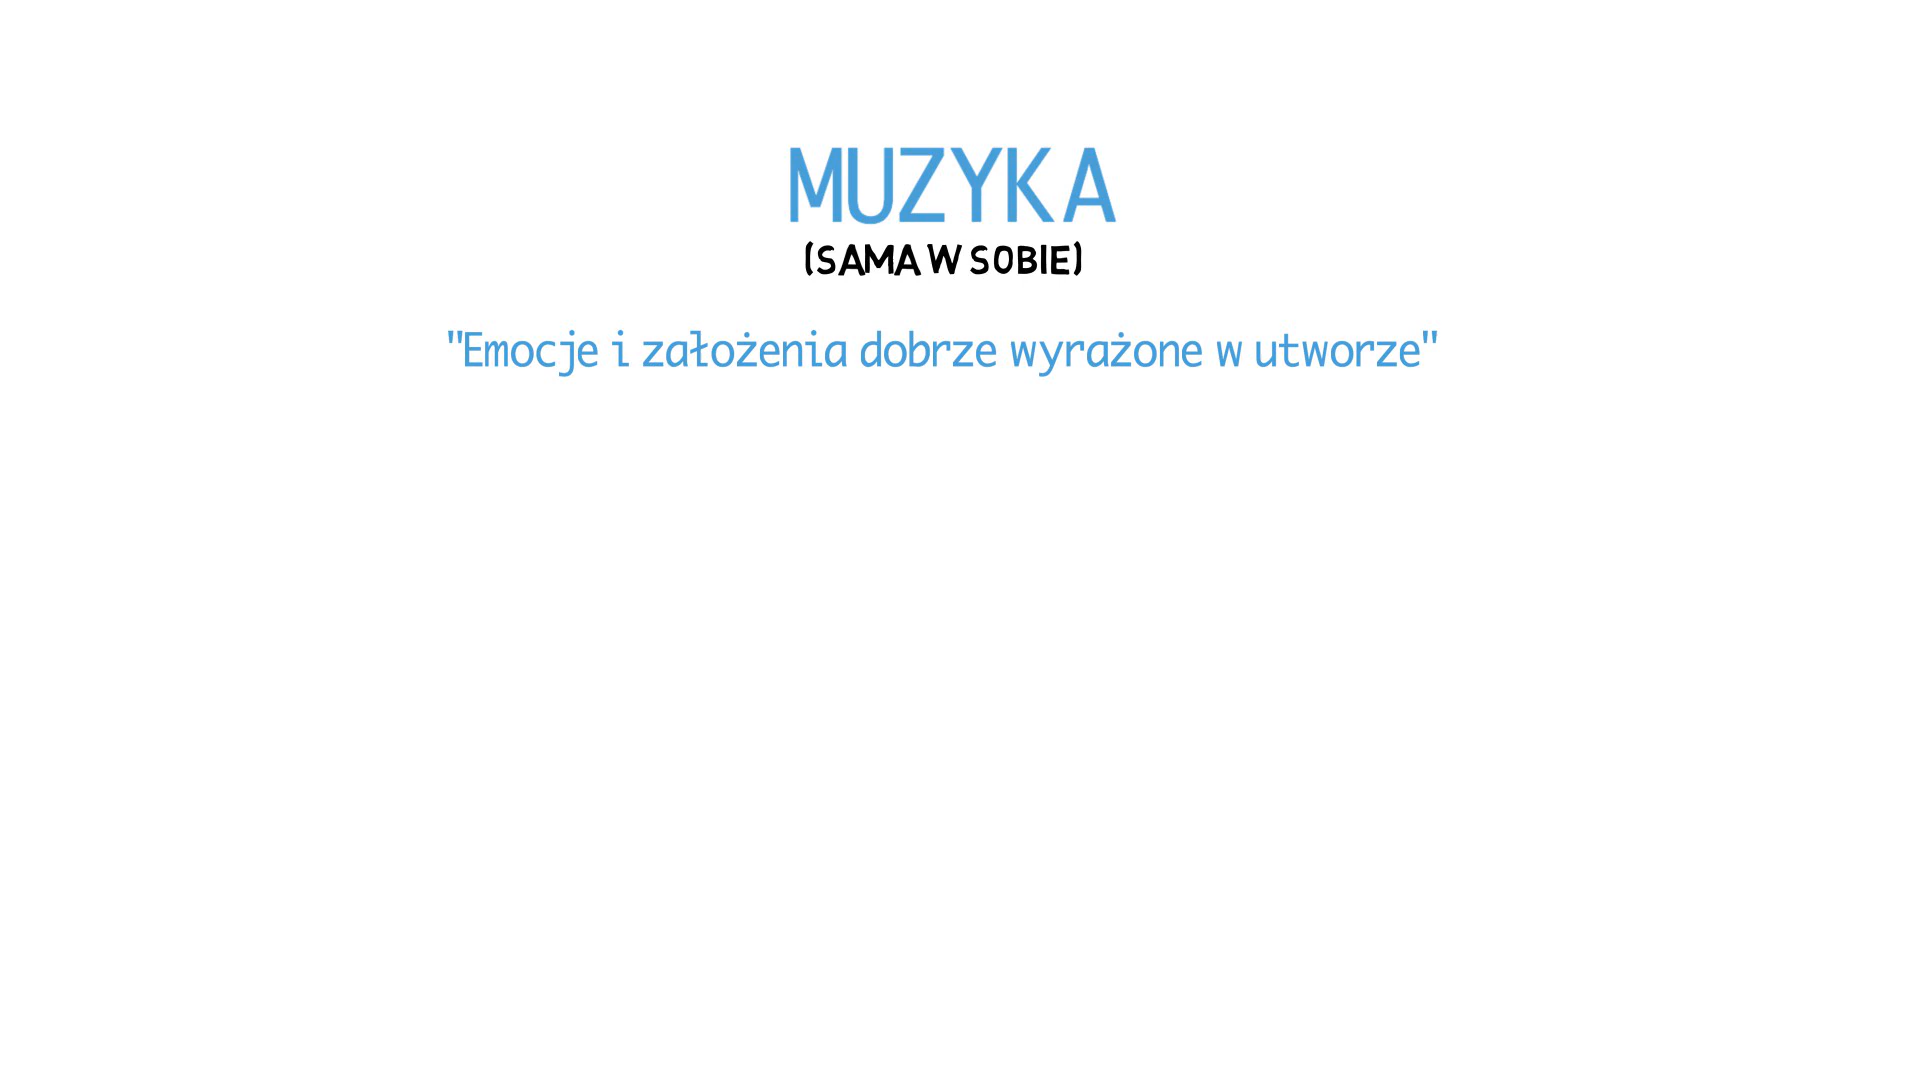 MUZYKA
(SAMA W SOBIE)
"Emocje i założenia dobrze wyrażone w utworze"